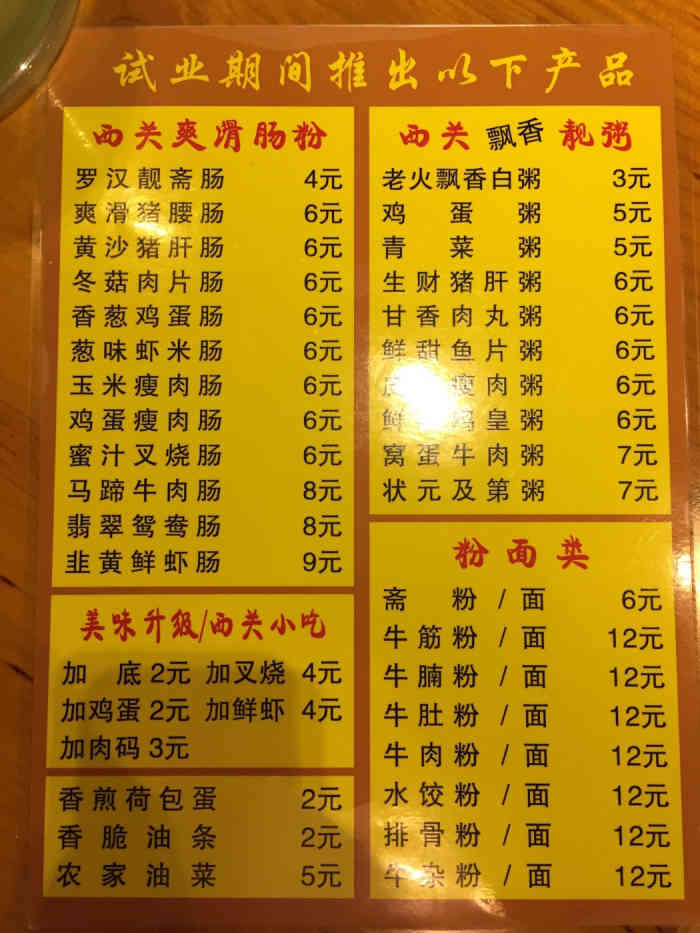 试业期间推出以下产品
西关爽滑肠粉
罗汉靓斋肠 4元
爽滑猪腰肠 6元
黄沙猪肝肠 6元
冬菇肉片肠 6元
香葱鸡蛋肠 6元
葱味虾米肠 6元
玉米瘦肉肠 6元
鸡蛋瘦肉肠 6元
蜜汁叉烧肠 6元
马蹄牛肉肠 8元
翡翠鸳鸯肠 8元
韭黄鲜虾肠 9元
美味升级/西关小吃
加底2元 加叉烧 4元
加鸡蛋2元 加鲜虾 4元
加肉码3元
香煎荷包蛋 2元
香脆油条 2元
农家油菜 5元
西关飘香靓粥
老火飘香白粥 3元
鸡蛋粥 5元
青菜粥 5元
生财猪肝粥 6元
甘香肉丸粥 6元
鲜甜鱼片粥 6元
瘦肉粥 6元
鲜 皇粥 6元
窝蛋牛肉粥 7元
状元及第粥 7元
粉面类
斋粉/面 6元
牛筋粉/面 12元
牛腩粉/面 12元
牛肚粉/面 12元
牛肉粉/面 12元
水饺粉/面 12元
排骨粉/面 12元
牛杂粉/面 12元